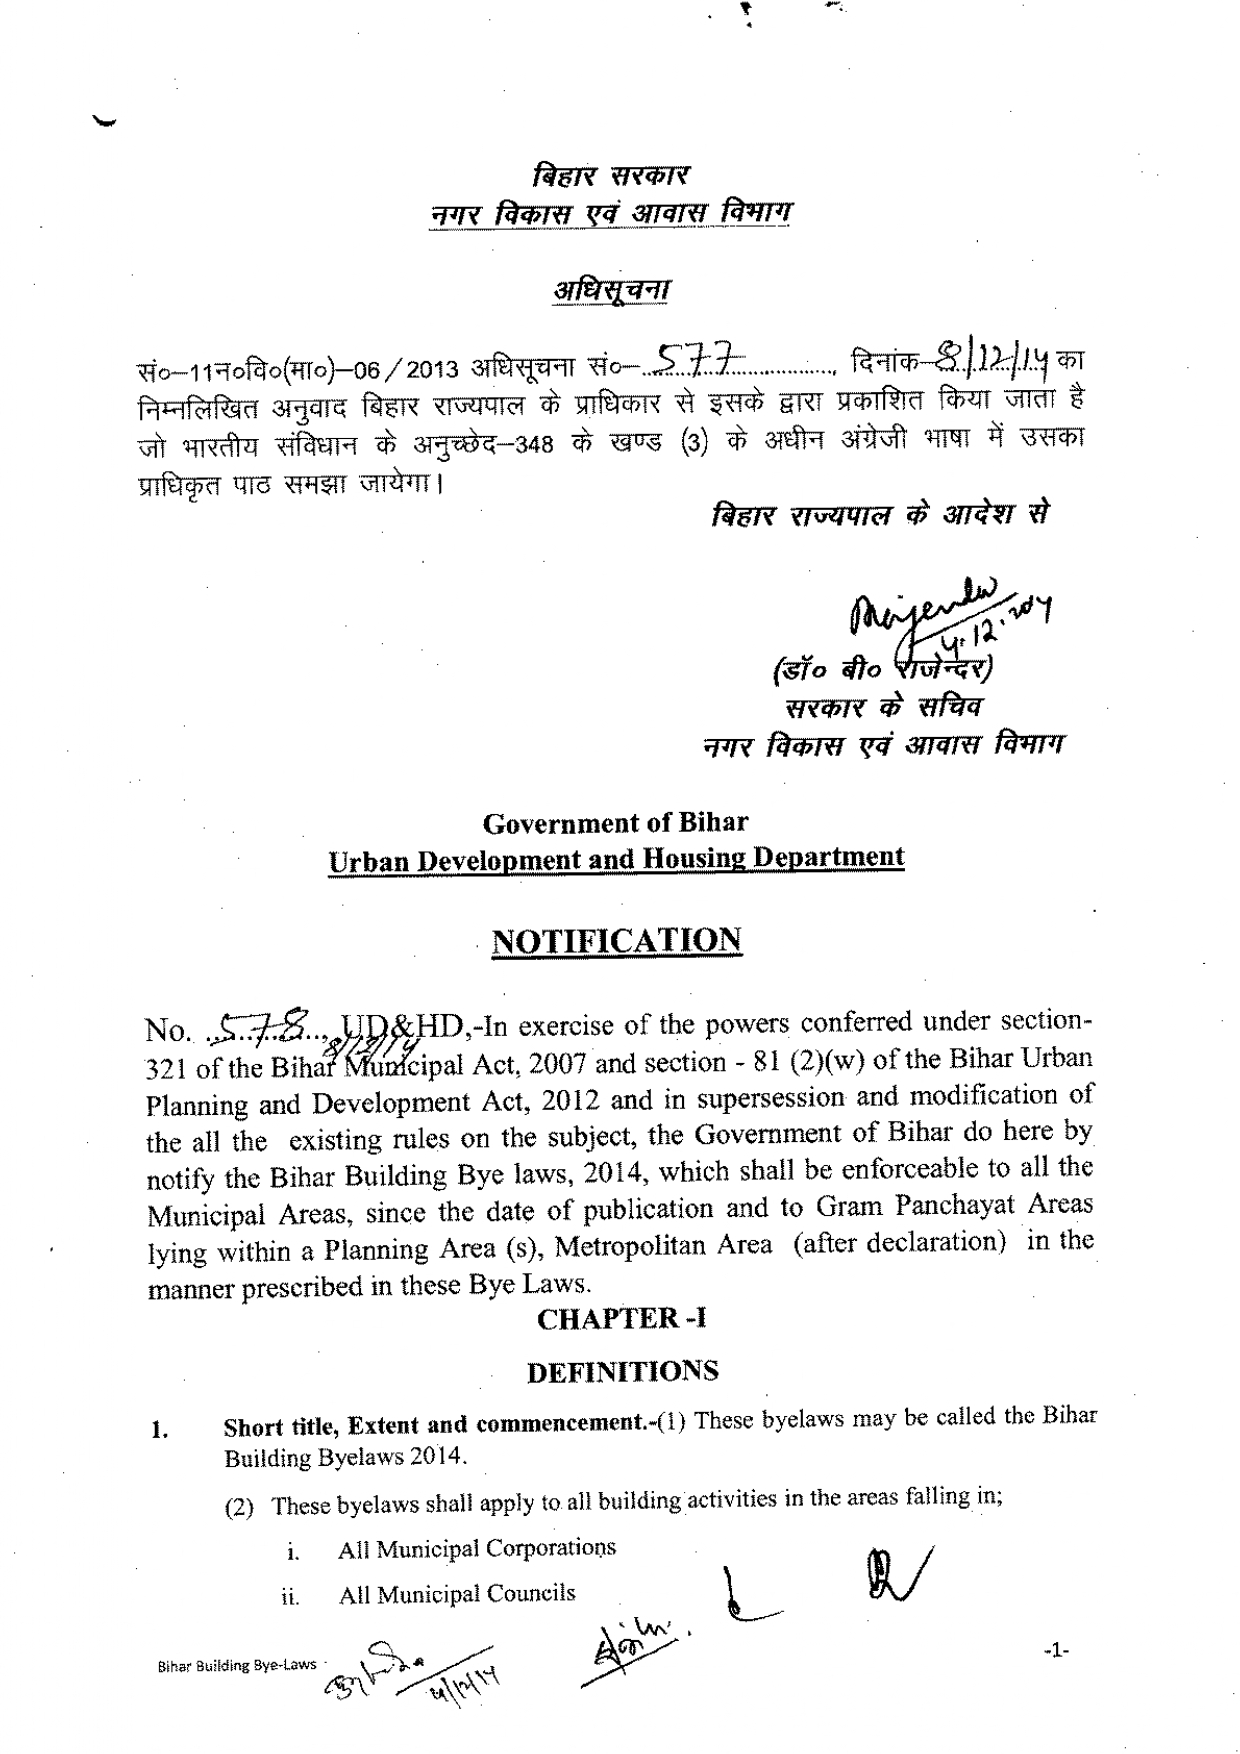 बिहार सरकार
नगर विकास एवं आवास विभाग
अधिसूचना
सं०–11न०वि०(मा०)–06/2013 अधिसूचना सं०–...577..............., दिनांक–8/12/14 का
निम्नलिखित अनुवाद बिहार राज्यपाल के प्राधिकार से इसके द्वारा प्रकाशित किया जाता है
जो भारतीय संविधान के अनुच्छेद–348 के खण्ड (3) के अधीन अंग्रेजी भाषा में उसका
प्राधिकृत पाठ समझा जायेगा।
बिहार राज्यपाल के आदेश से
4.12.2014
(डॉ० बी० राजेन्दर)
सरकार के सचिव
नगर विकास एवं आवास विभाग
Government of Bihar
Urban Development and Housing Department
NOTIFICATION
No. ..578.., UD&HD,-In exercise of the powers conferred under section-
8/12/14
321 of the Bihar Municipal Act, 2007 and section - 81 (2)(w) of the Bihar Urban
Planning and Development Act, 2012 and in supersession and modification of
the all the existing rules on the subject, the Government of Bihar do here by
notify the Bihar Building Bye laws, 2014, which shall be enforceable to all the
Municipal Areas, since the date of publication and to Gram Panchayat Areas
lying within a Planning Area (s), Metropolitan Area (after declaration) in the
manner prescribed in these Bye Laws.
CHAPTER -I
DEFINITIONS
1. Short title, Extent and commencement.-(1) These byelaws may be called the Bihar
Building Byelaws 2014.
(2) These byelaws shall apply to all building activities in the areas falling in;
i. All Municipal Corporations
ii. All Municipal Councils
Bihar Building Bye-Laws
4/12/14
-1-